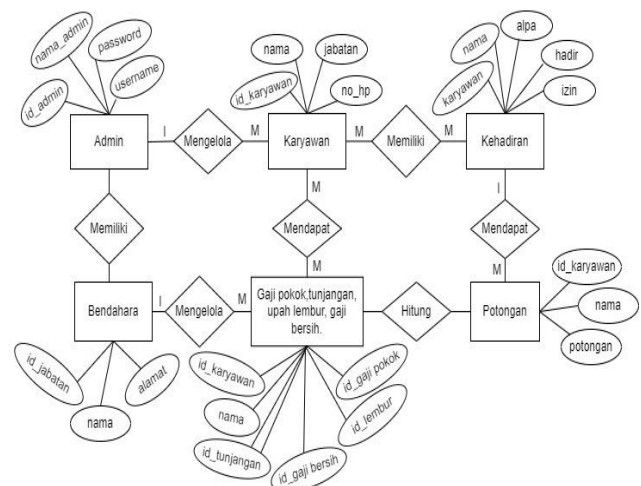 nama_admin
password
username
id_admin
nama
jabatan
id_karyawan
no_hp
nama
alpa
hadir
karyawan
izin
Admin
I
Mengelola
M
Karyawan
M
Memiliki
M
Kehadiran
Memiliki
M
Mendapat
M
I
Mendapat
M
Bendahara
I
Mengelola
M
Gaji pokok,tunjangan,
upah lembur, gaji
bersih.
Hitung
Potongan
id_karyawan
nama
potongan
id_jabatan
nama
alamat
id_karyawan
nama
id_tunjangan
id_gaji bersih
id_lembur
id_gaji pokok